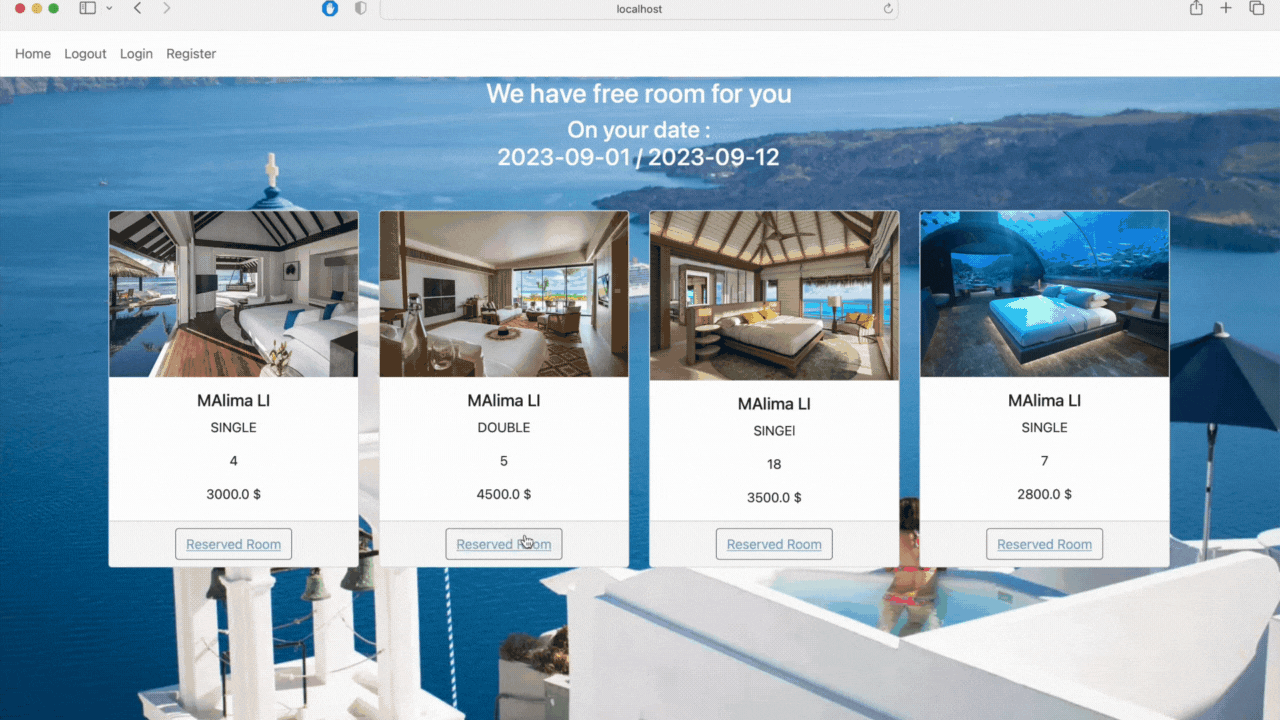 localhost
Home Logout Login Register
We have free room for you
On your date :
2023-09-01 / 2023-09-12
MAlima LI
SINGLE
4
3000.0 $
Reserved Room
MAlima LI
DOUBLE
5
4500.0 $
Reserved Room
MAlima LI
SINGEl
18
3500.0 $
Reserved Room
MAlima LI
SINGLE
7
2800.0 $
Reserved Room